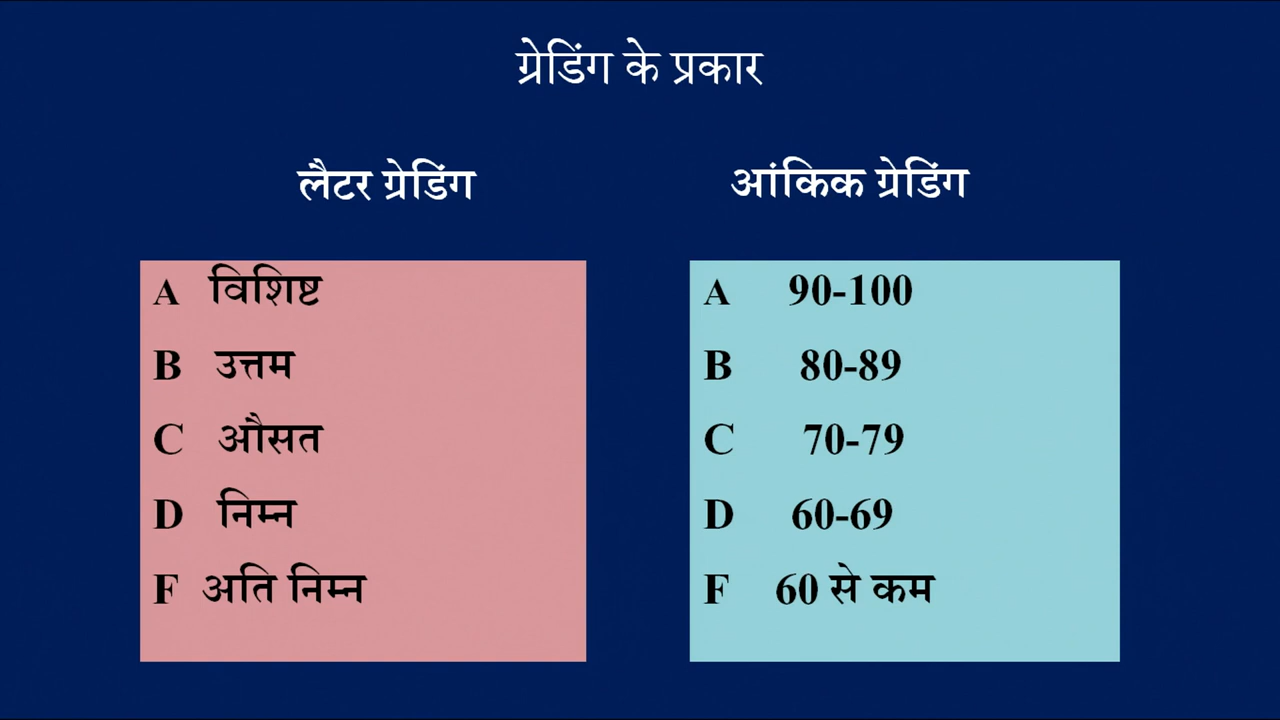 ग्रेडिंग के प्रकार
लैटर ग्रेडिंग
A विशिष्ट
B उत्तम
C औसत
D निम्न
F अति निम्न
आंकिक ग्रेडिंग
A 90-100
B 80-89
C 70-79
D 60-69
F 60 से कम